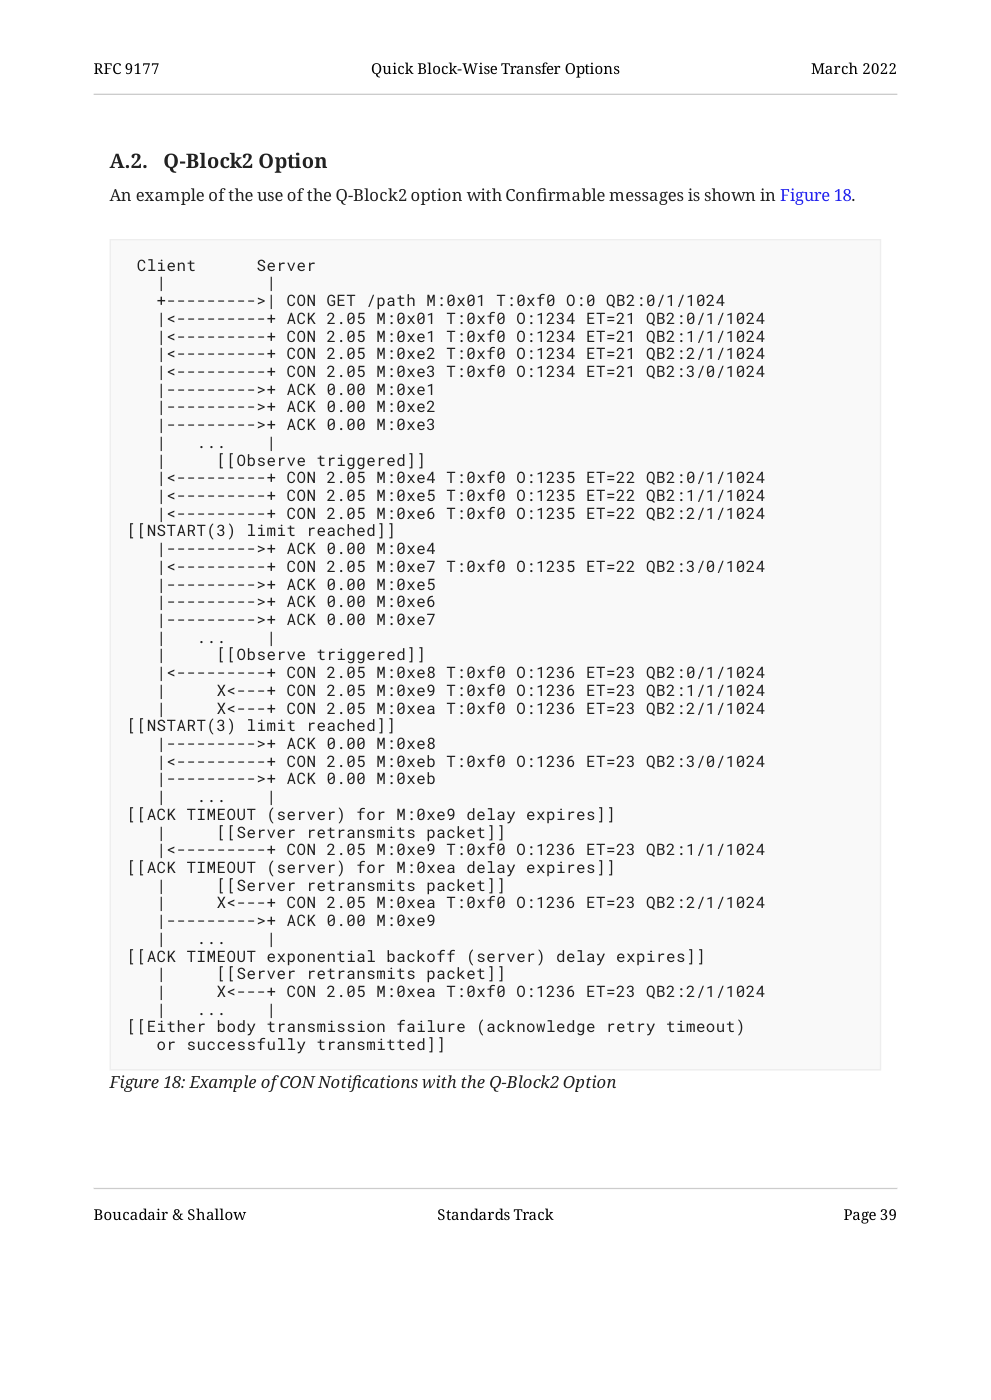 RFC 9177 Quick Block-Wise Transfer Options March 2022
A.2. Q-Block2 Option
An example of the use of the Q-Block2 option with Confirmable messages is shown in Figure 18.
 Client      Server
   |          |
   +--------->| CON GET /path M:0x01 T:0xf0 O:0 QB2:0/1/1024
   |<---------+ ACK 2.05 M:0x01 T:0xf0 O:1234 ET=21 QB2:0/1/1024
   |<---------+ CON 2.05 M:0xe1 T:0xf0 O:1234 ET=21 QB2:1/1/1024
   |<---------+ CON 2.05 M:0xe2 T:0xf0 O:1234 ET=21 QB2:2/1/1024
   |<---------+ CON 2.05 M:0xe3 T:0xf0 O:1234 ET=21 QB2:3/0/1024
   |--------->+ ACK 0.00 M:0xe1
   |--------->+ ACK 0.00 M:0xe2
   |--------->+ ACK 0.00 M:0xe3
   |   ...    |
   |     [[Observe triggered]]
   |<---------+ CON 2.05 M:0xe4 T:0xf0 O:1235 ET=22 QB2:0/1/1024
   |<---------+ CON 2.05 M:0xe5 T:0xf0 O:1235 ET=22 QB2:1/1/1024
   |<---------+ CON 2.05 M:0xe6 T:0xf0 O:1235 ET=22 QB2:2/1/1024
[[NSTART(3) limit reached]]
   |--------->+ ACK 0.00 M:0xe4
   |<---------+ CON 2.05 M:0xe7 T:0xf0 O:1235 ET=22 QB2:3/0/1024
   |--------->+ ACK 0.00 M:0xe5
   |--------->+ ACK 0.00 M:0xe6
   |--------->+ ACK 0.00 M:0xe7
   |   ...    |
   |     [[Observe triggered]]
   |<---------+ CON 2.05 M:0xe8 T:0xf0 O:1236 ET=23 QB2:0/1/1024
   |     X<---+ CON 2.05 M:0xe9 T:0xf0 O:1236 ET=23 QB2:1/1/1024
   |     X<---+ CON 2.05 M:0xea T:0xf0 O:1236 ET=23 QB2:2/1/1024
[[NSTART(3) limit reached]]
   |--------->+ ACK 0.00 M:0xe8
   |<---------+ CON 2.05 M:0xeb T:0xf0 O:1236 ET=23 QB2:3/0/1024
   |--------->+ ACK 0.00 M:0xeb
   |   ...    |
[[ACK TIMEOUT (server) for M:0xe9 delay expires]]
   |     [[Server retransmits packet]]
   |<---------+ CON 2.05 M:0xe9 T:0xf0 O:1236 ET=23 QB2:1/1/1024
[[ACK TIMEOUT (server) for M:0xea delay expires]]
   |     [[Server retransmits packet]]
   |     X<---+ CON 2.05 M:0xea T:0xf0 O:1236 ET=23 QB2:2/1/1024
   |--------->+ ACK 0.00 M:0xe9
   |   ...    |
[[ACK TIMEOUT exponential backoff (server) delay expires]]
   |     [[Server retransmits packet]]
   |     X<---+ CON 2.05 M:0xea T:0xf0 O:1236 ET=23 QB2:2/1/1024
   |   ...    |
[[Either body transmission failure (acknowledge retry timeout)
   or successfully transmitted]]
Figure 18: Example of CON Notifications with the Q-Block2 Option
Boucadair & Shallow Standards Track Page 39